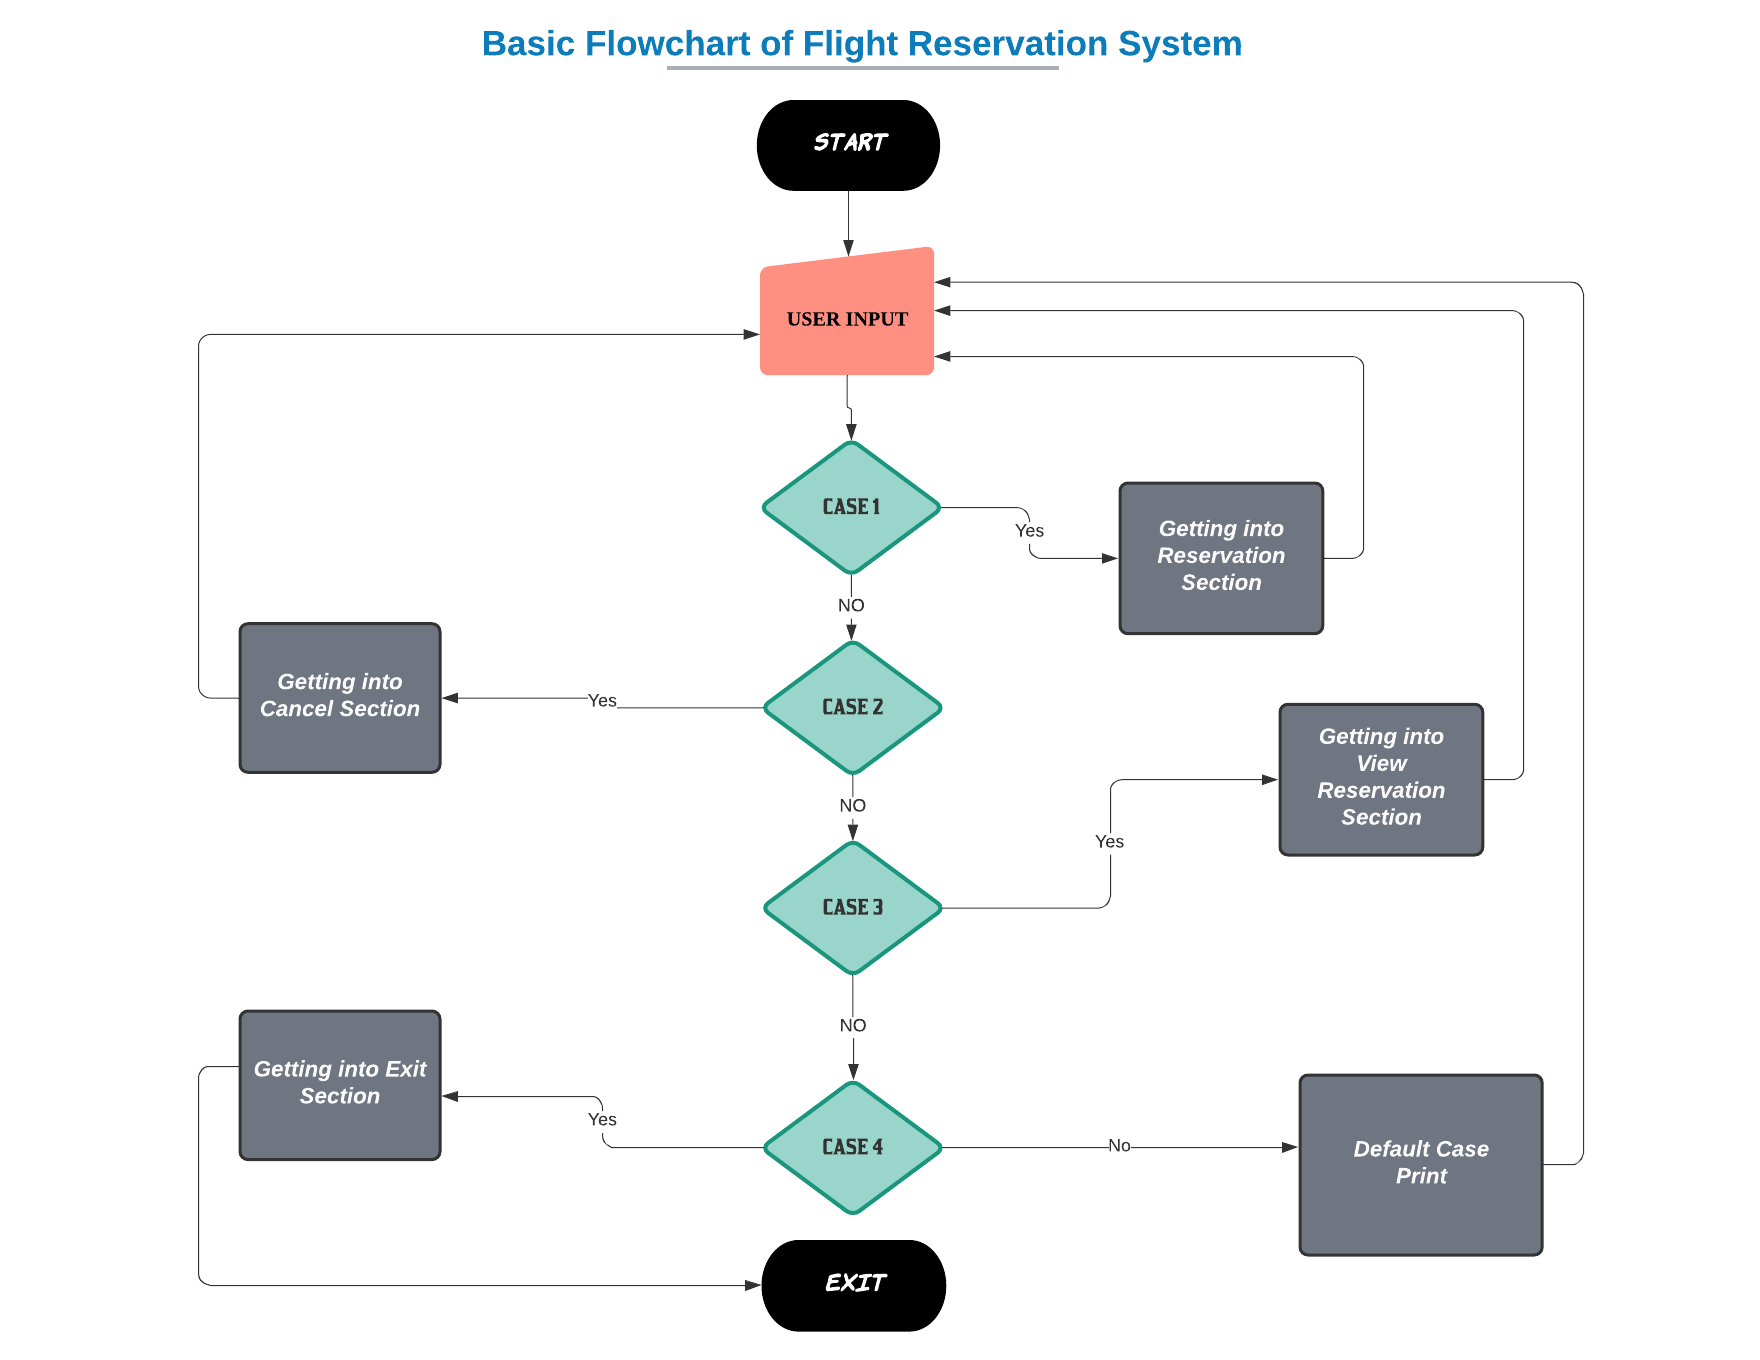 Basic Flowchart of Flight Reservation System
START
USER INPUT
CASE 1
Yes
Getting into
Reservation
Section
NO
Getting into
Cancel Section
Yes
CASE 2
NO
Getting into
View
Reservation
Section
Yes
CASE 3
NO
Getting into Exit
Section
Yes
CASE 4
No
Default Case
Print
EXIT